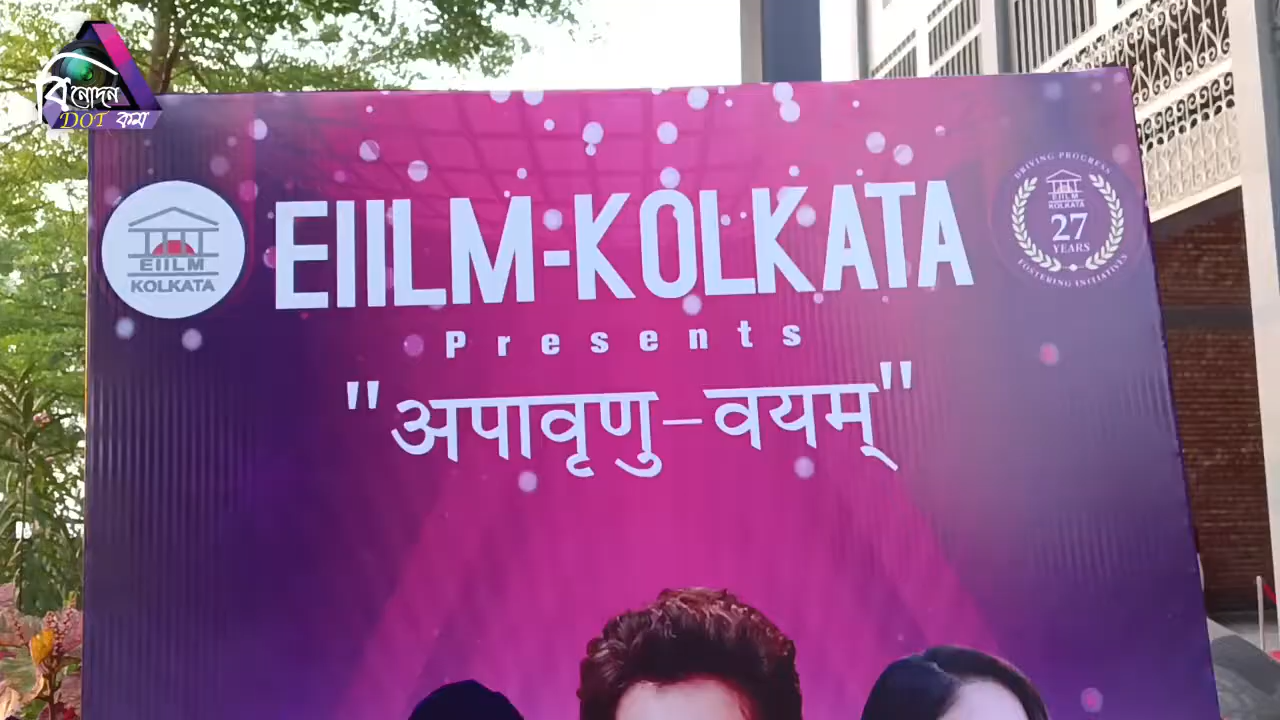 বিনোদন
DOT কম
EIILM
KOLKATA
EIILM-KOLKATA
DRIVING PROGRESS
EIILM
KOLKATA
27
YEARS
FOSTERING INITIATIVES
Presents
"अपावृणु-वयम्"